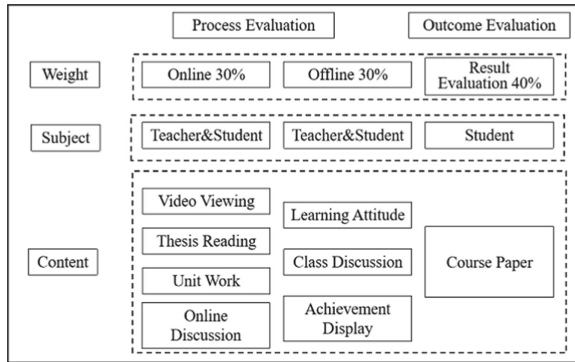 Process Evaluation
Outcome Evaluation
Weight
Online 30%
Offline 30%
Result
Evaluation 40%
Subject
Teacher&Student
Teacher&Student
Student
Content
Video Viewing
Thesis Reading
Unit Work
Online
Discussion
Learning Attitude
Class Discussion
Achievement
Display
Course Paper